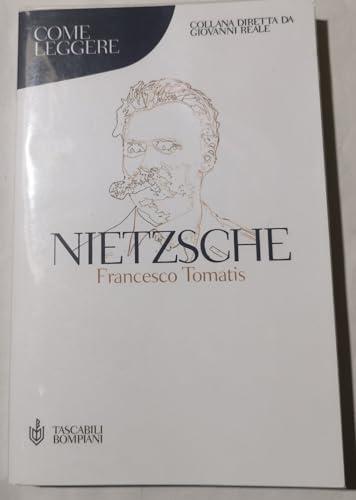 COME
LEGGERE
COLLANA DIRETTA DA
GIOVANNI REALE
NIETZSCHE
Francesco Tomatis
TASCABILI
BOMPIANI